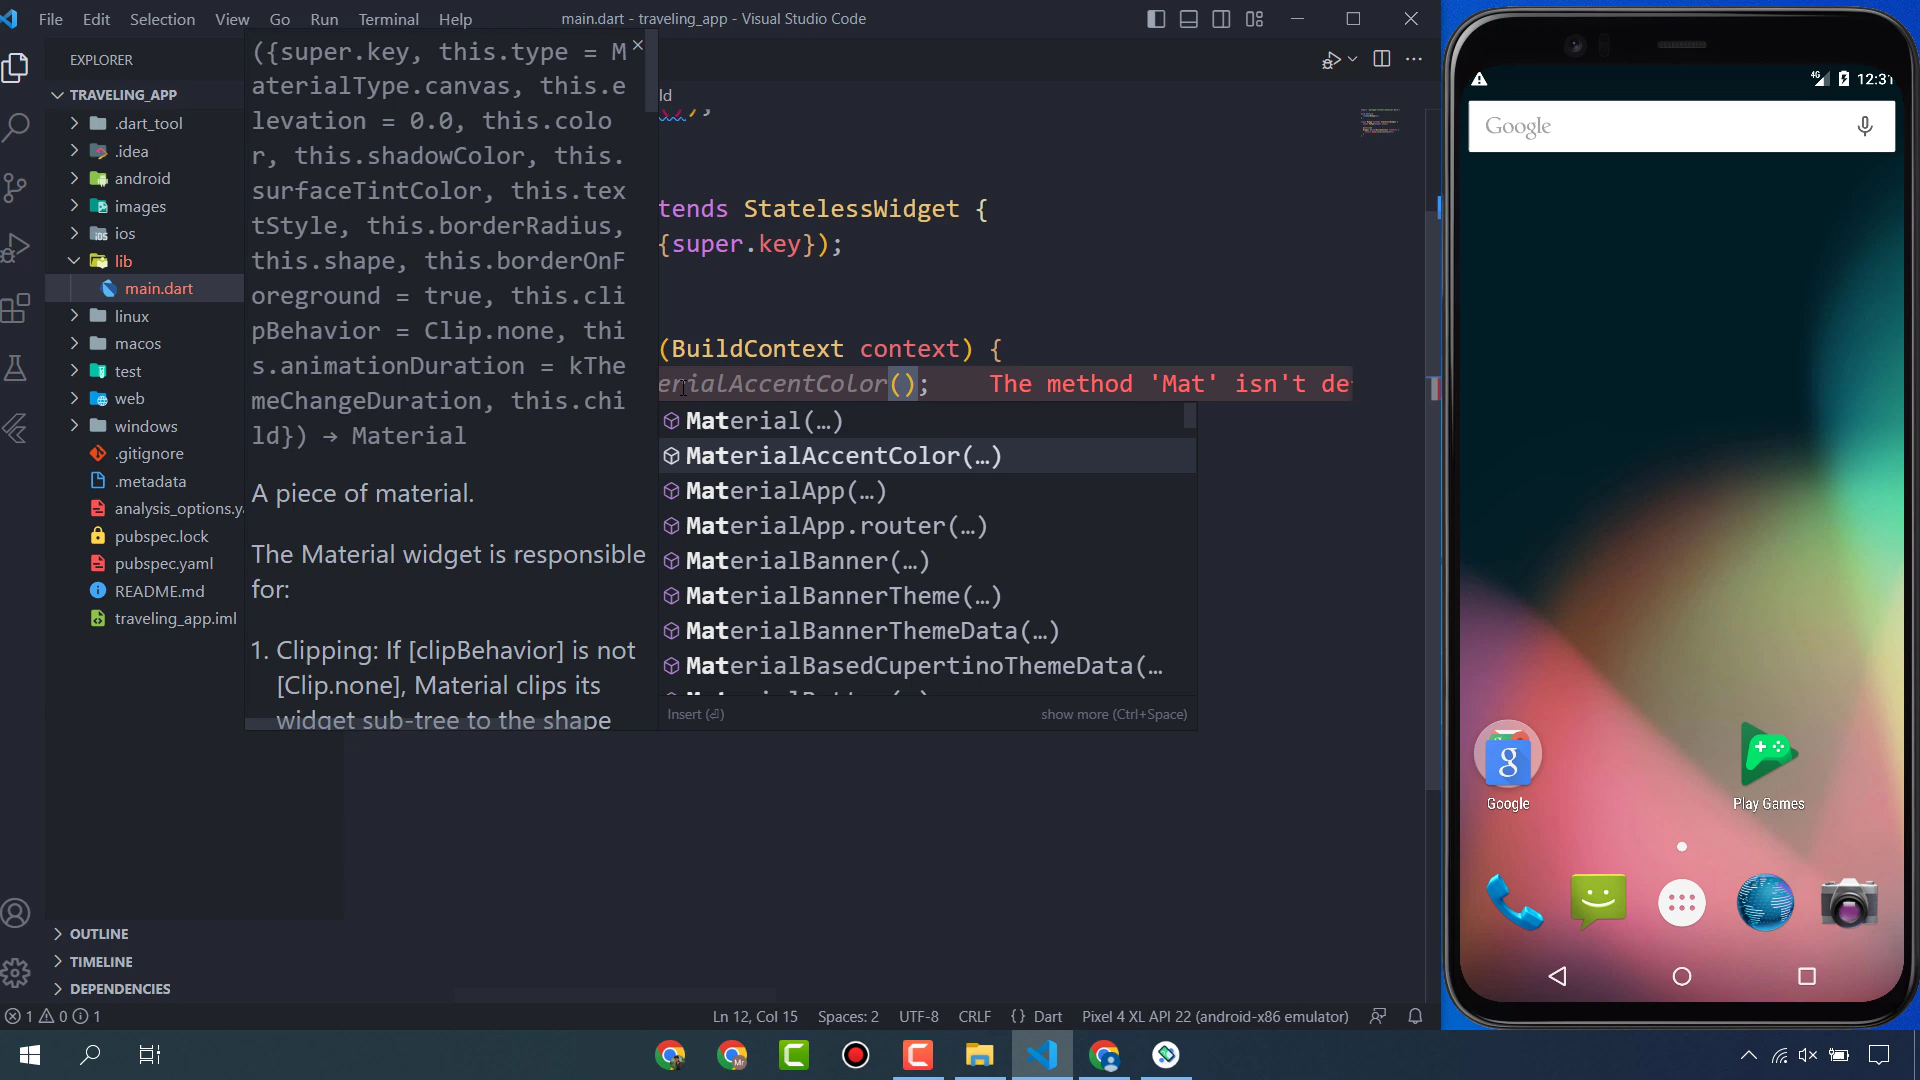 File Edit Selection View Go Run Terminal Help
main.dart - traveling_app - Visual Studio Code
EXPLORER
TRAVELING_APP
.dart_tool
.idea
android
images
ios
lib
main.dart
linux
macos
test
web
windows
.gitignore
.metadata
analysis_options.ya
pubspec.lock
pubspec.yaml
README.md
traveling_app.iml
OUTLINE
TIMELINE
DEPENDENCIES
({super.key, this.type = M
aterialType.canvas, this.e
levation = 0.0, this.colo
r, this.shadowColor, this.
surfaceTintColor, this.tex
tStyle, this.borderRadius,
this.shape, this.borderOnF
oreground = true, this.cli
pBehavior = Clip.none, thi
s.animationDuration = kThe
meChangeDuration, this.chi
ld}) → Material
A piece of material.
The Material widget is responsible
for:
1. Clipping: If [clipBehavior] is not
[Clip.none], Material clips its
widget sub-tree to the shape
ld
tends StatelessWidget {
{super.key});
(BuildContext context) {
erialAccentColor(); The method 'Mat' isn't de
Material(…)
MaterialAccentColor(…)
MaterialApp(…)
MaterialApp.router(…)
MaterialBanner(…)
MaterialBannerTheme(…)
MaterialBannerThemeData(…)
MaterialBasedCupertinoThemeData(…
Insert (⏎) show more (Ctrl+Space)
1 0 1
Ln 12, Col 15 Spaces: 2 UTF-8 CRLF {} Dart Pixel 4 XL API 22 (android-x86 emulator)
4G 12:31
Google
g
Google
Play Games